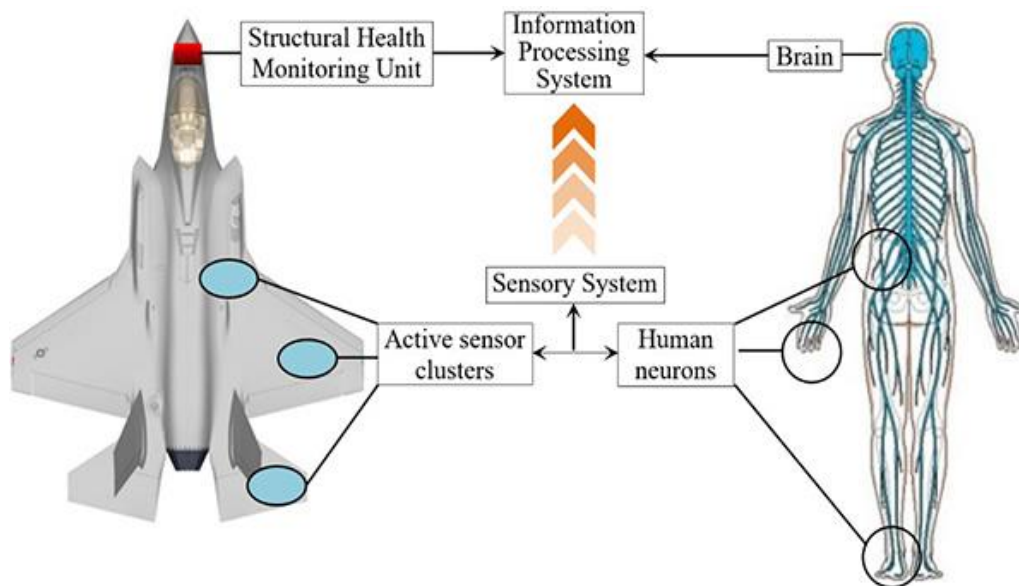 Structural Health
Monitoring Unit
Information
Processing
System
Brain
Sensory System
Active sensor
clusters
Human
neurons